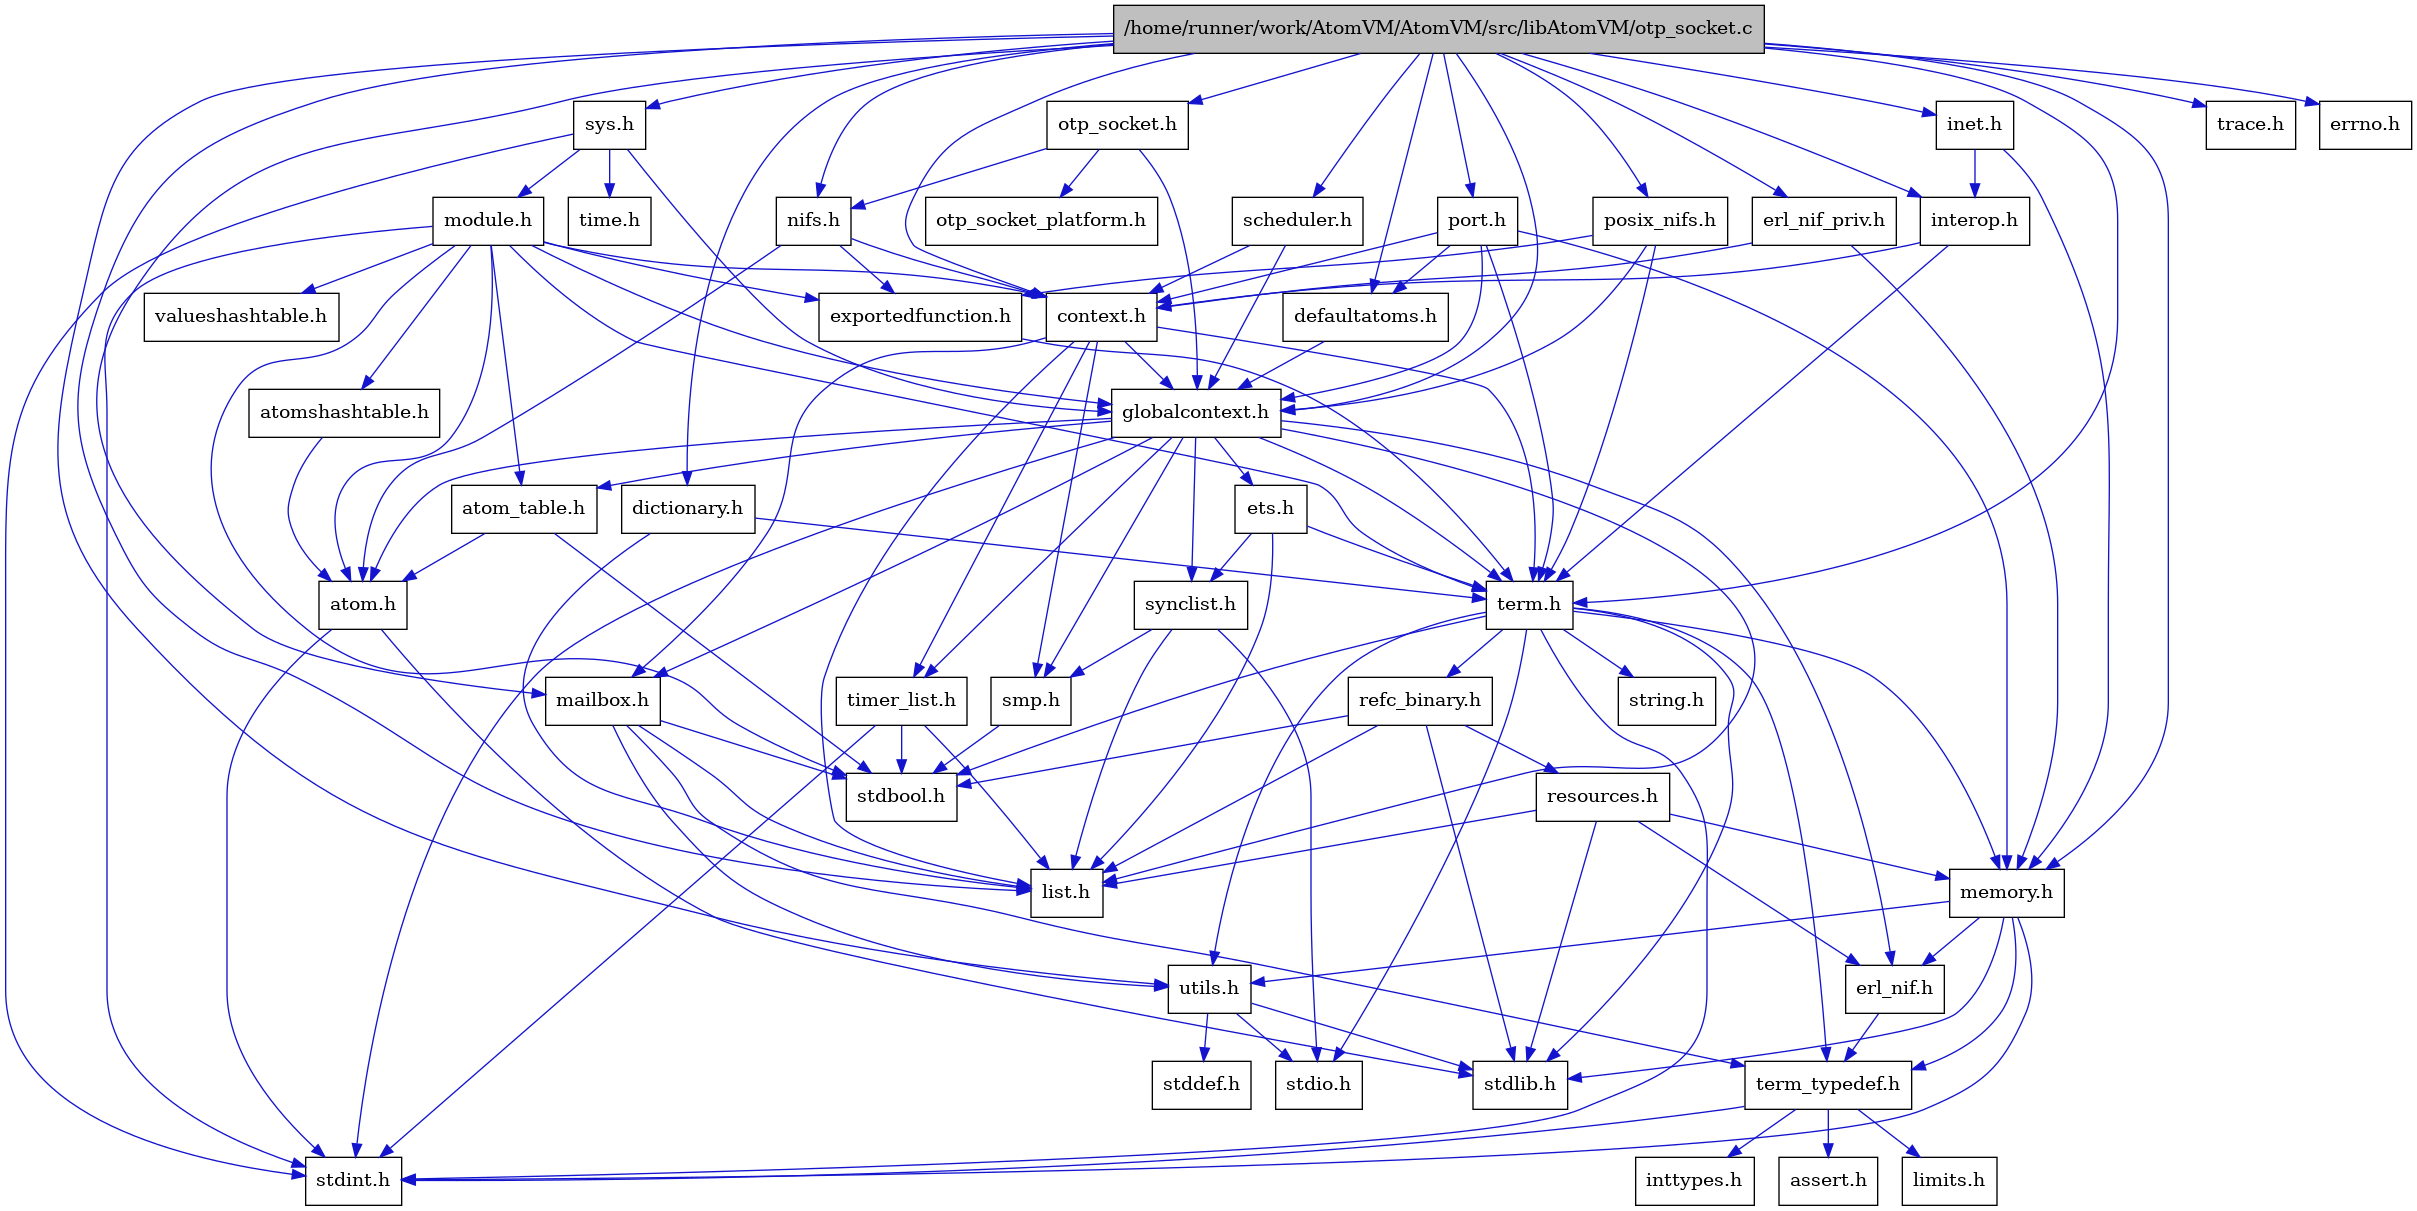 /home/runner/work/AtomVM/AtomVM/src/libAtomVM/otp_socket.c
sys.h
otp_socket.h
inet.h
trace.h
errno.h
module.h
time.h
nifs.h
otp_socket_platform.h
scheduler.h
port.h
posix_nifs.h
erl_nif_priv.h
interop.h
valueshashtable.h
exportedfunction.h
context.h
defaultatoms.h
atomshashtable.h
globalcontext.h
atom_table.h
dictionary.h
ets.h
atom.h
synclist.h
term.h
mailbox.h
timer_list.h
smp.h
refc_binary.h
string.h
stdbool.h
resources.h
list.h
memory.h
utils.h
erl_nif.h
stddef.h
stdio.h
stdlib.h
term_typedef.h
stdint.h
inttypes.h
assert.h
limits.h